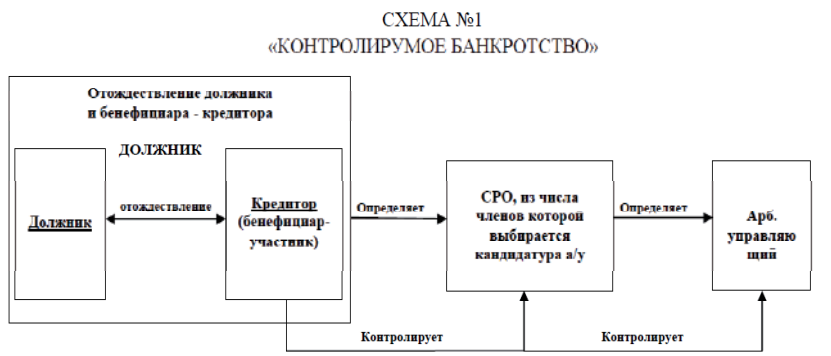 СХЕМА №1
«КОНТРОЛИРУМОЕ БАНКРОТСТВО»
Отождествление должника
и бенефициара - кредитора
ДОЛЖНИК
Должник
отождествление
Кредитор
(бенефициар-
участник)
Определяет
СРО, из числа
членов которой
выбирается
кандидатура а/у
Определяет
Арб.
управляю
щий
Контролирует
Контролирует